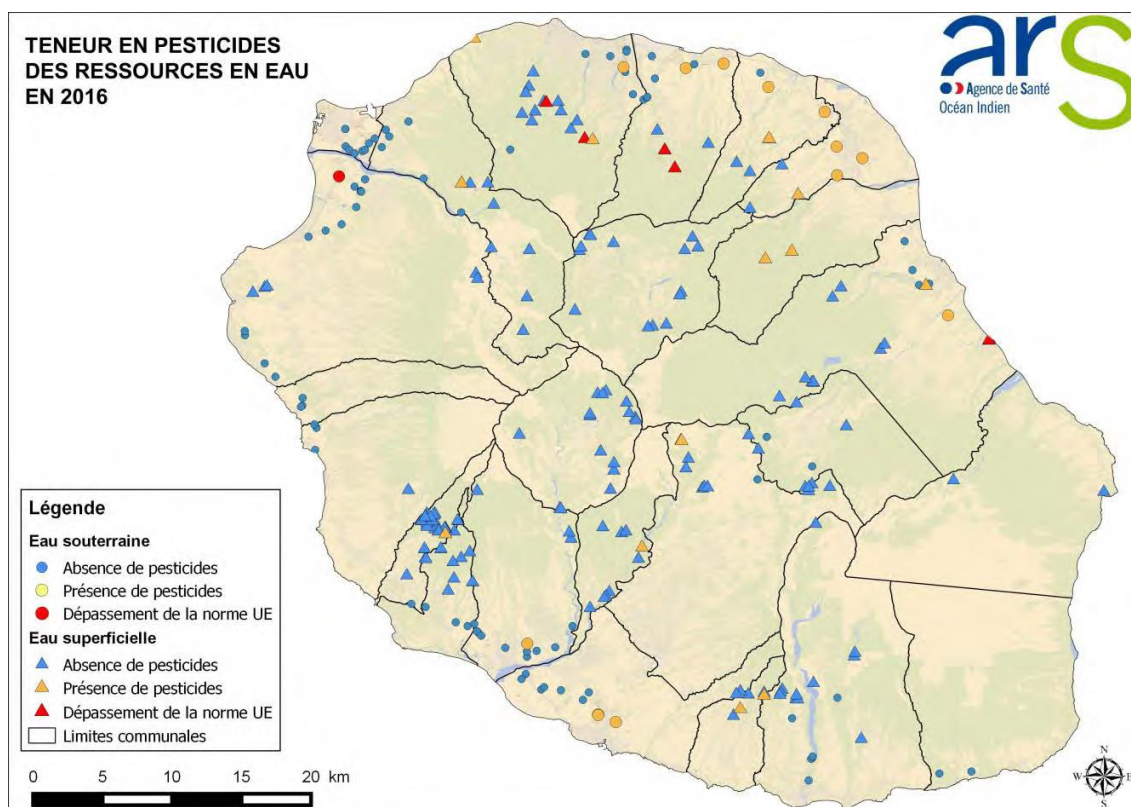 TENEUR EN PESTICIDES
DES RESSOURCES EN EAU
EN 2016
ars
Agence de Santé
Océan Indien
Légende
Eau souterraine
Absence de pesticides
Présence de pesticides
Dépassement de la norme UE
Eau superficielle
Absence de pesticides
Présence de pesticides
Dépassement de la norme UE
Limites communales
0 5 10 15 20 km
N
W E
S